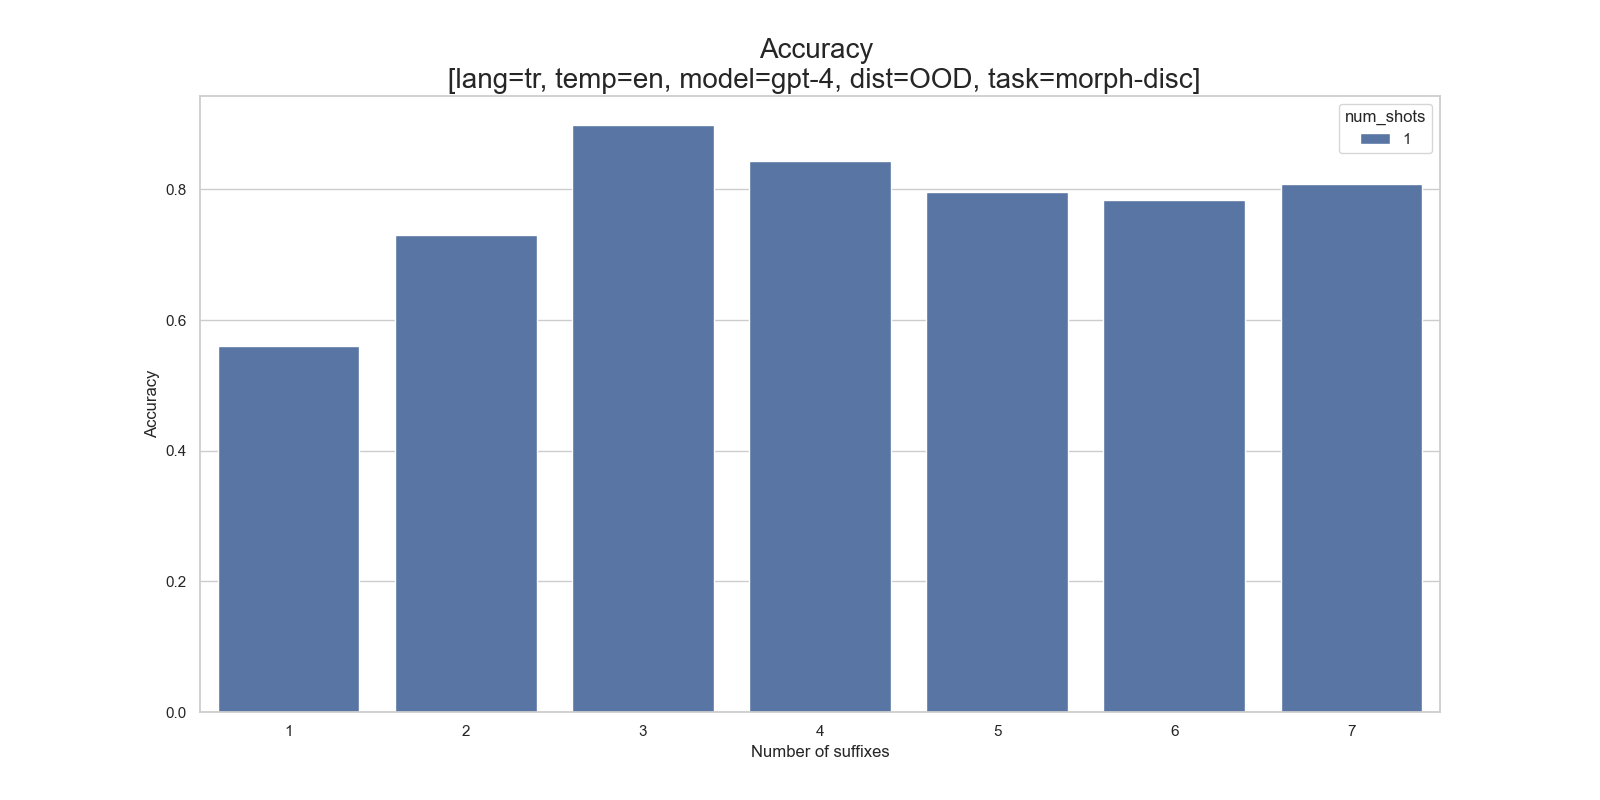 Accuracy
[lang=tr, temp=en, model=gpt-4, dist=OOD, task=morph-disc]
num_shots
1
0.8
0.6
0.4
0.2
0.0
Accuracy
1 2 3 4 5 6 7
Number of suffixes